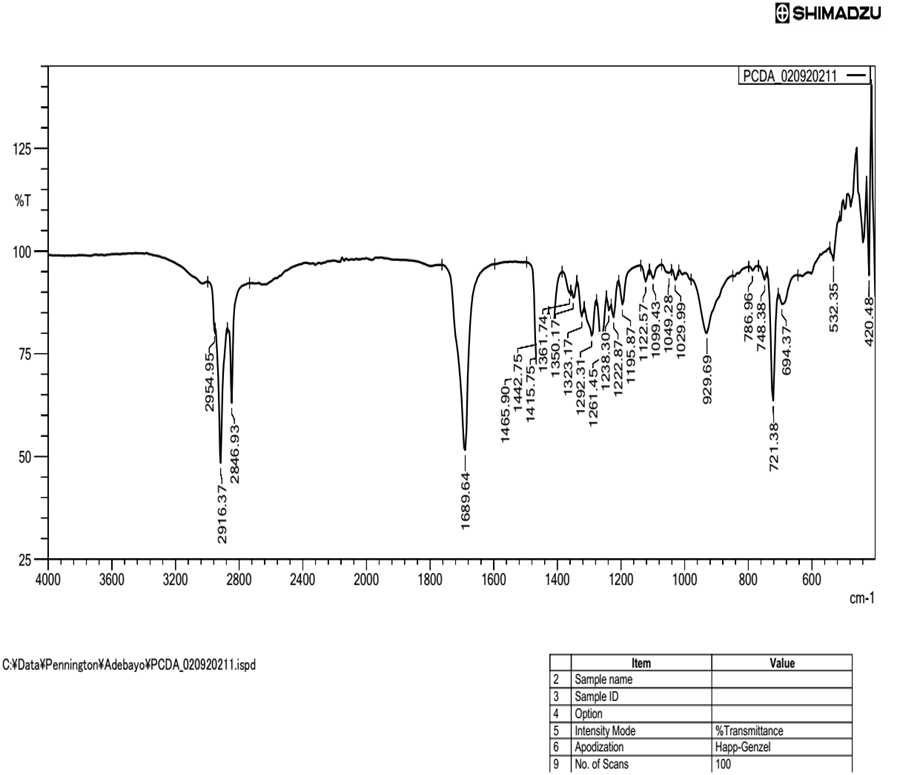 SHIMADZU
PCDA_020920211
%T
125
100
75
50
25
2954.95
2916.37
2846.93
1689.64
1465.90
1442.75
1415.75
1361.74
1350.17
1323.17
1292.31
1261.45
1238.30
1222.87
1195.87
1122.57
1099.43
1049.28
1029.99
929.69
786.96
748.38
721.38
694.37
532.35
420.48
4000 3600 3200 2800 2400 2000 1800 1600 1400 1200 1000 800 600
cm-1
C:¥Data¥Pennington¥Adebayo¥PCDA_020920211.ispd
Item Value
2 Sample name
3 Sample ID
4 Option
5 Intensity Mode %Transmittance
6 Apodization Happ-Genzel
9 No. of Scans 100